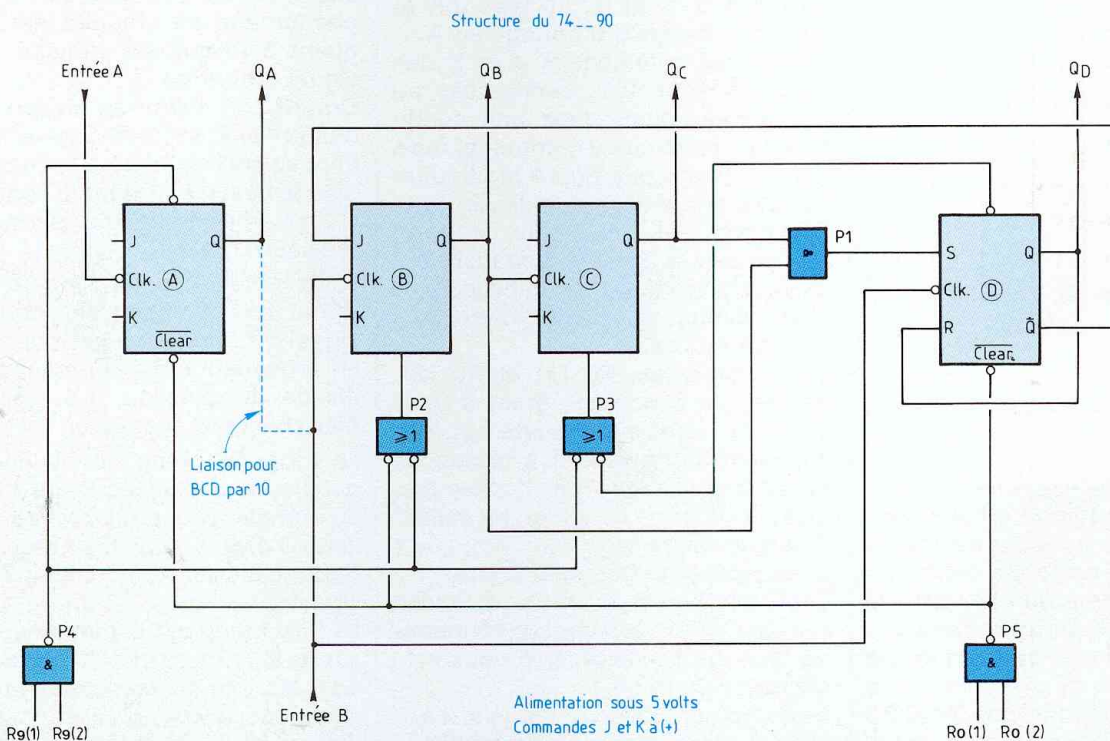 Structure du 74__90
Entrée A
QA
QB
QC
QD
J
Q
Clk. A
K
Clear
J
Q
Clk. B
K
J
Q
Clk. C
K
P1
&
S
Q
Clk. D
R
Q
Clear
P2
≥1
P3
≥1
Liaison pour
BCD par 10
P4
&
R9(1) R9(2)
Entrée B
Alimentation sous 5 volts
Commandes J et K à (+)
P5
&
Ro(1) Ro(2)